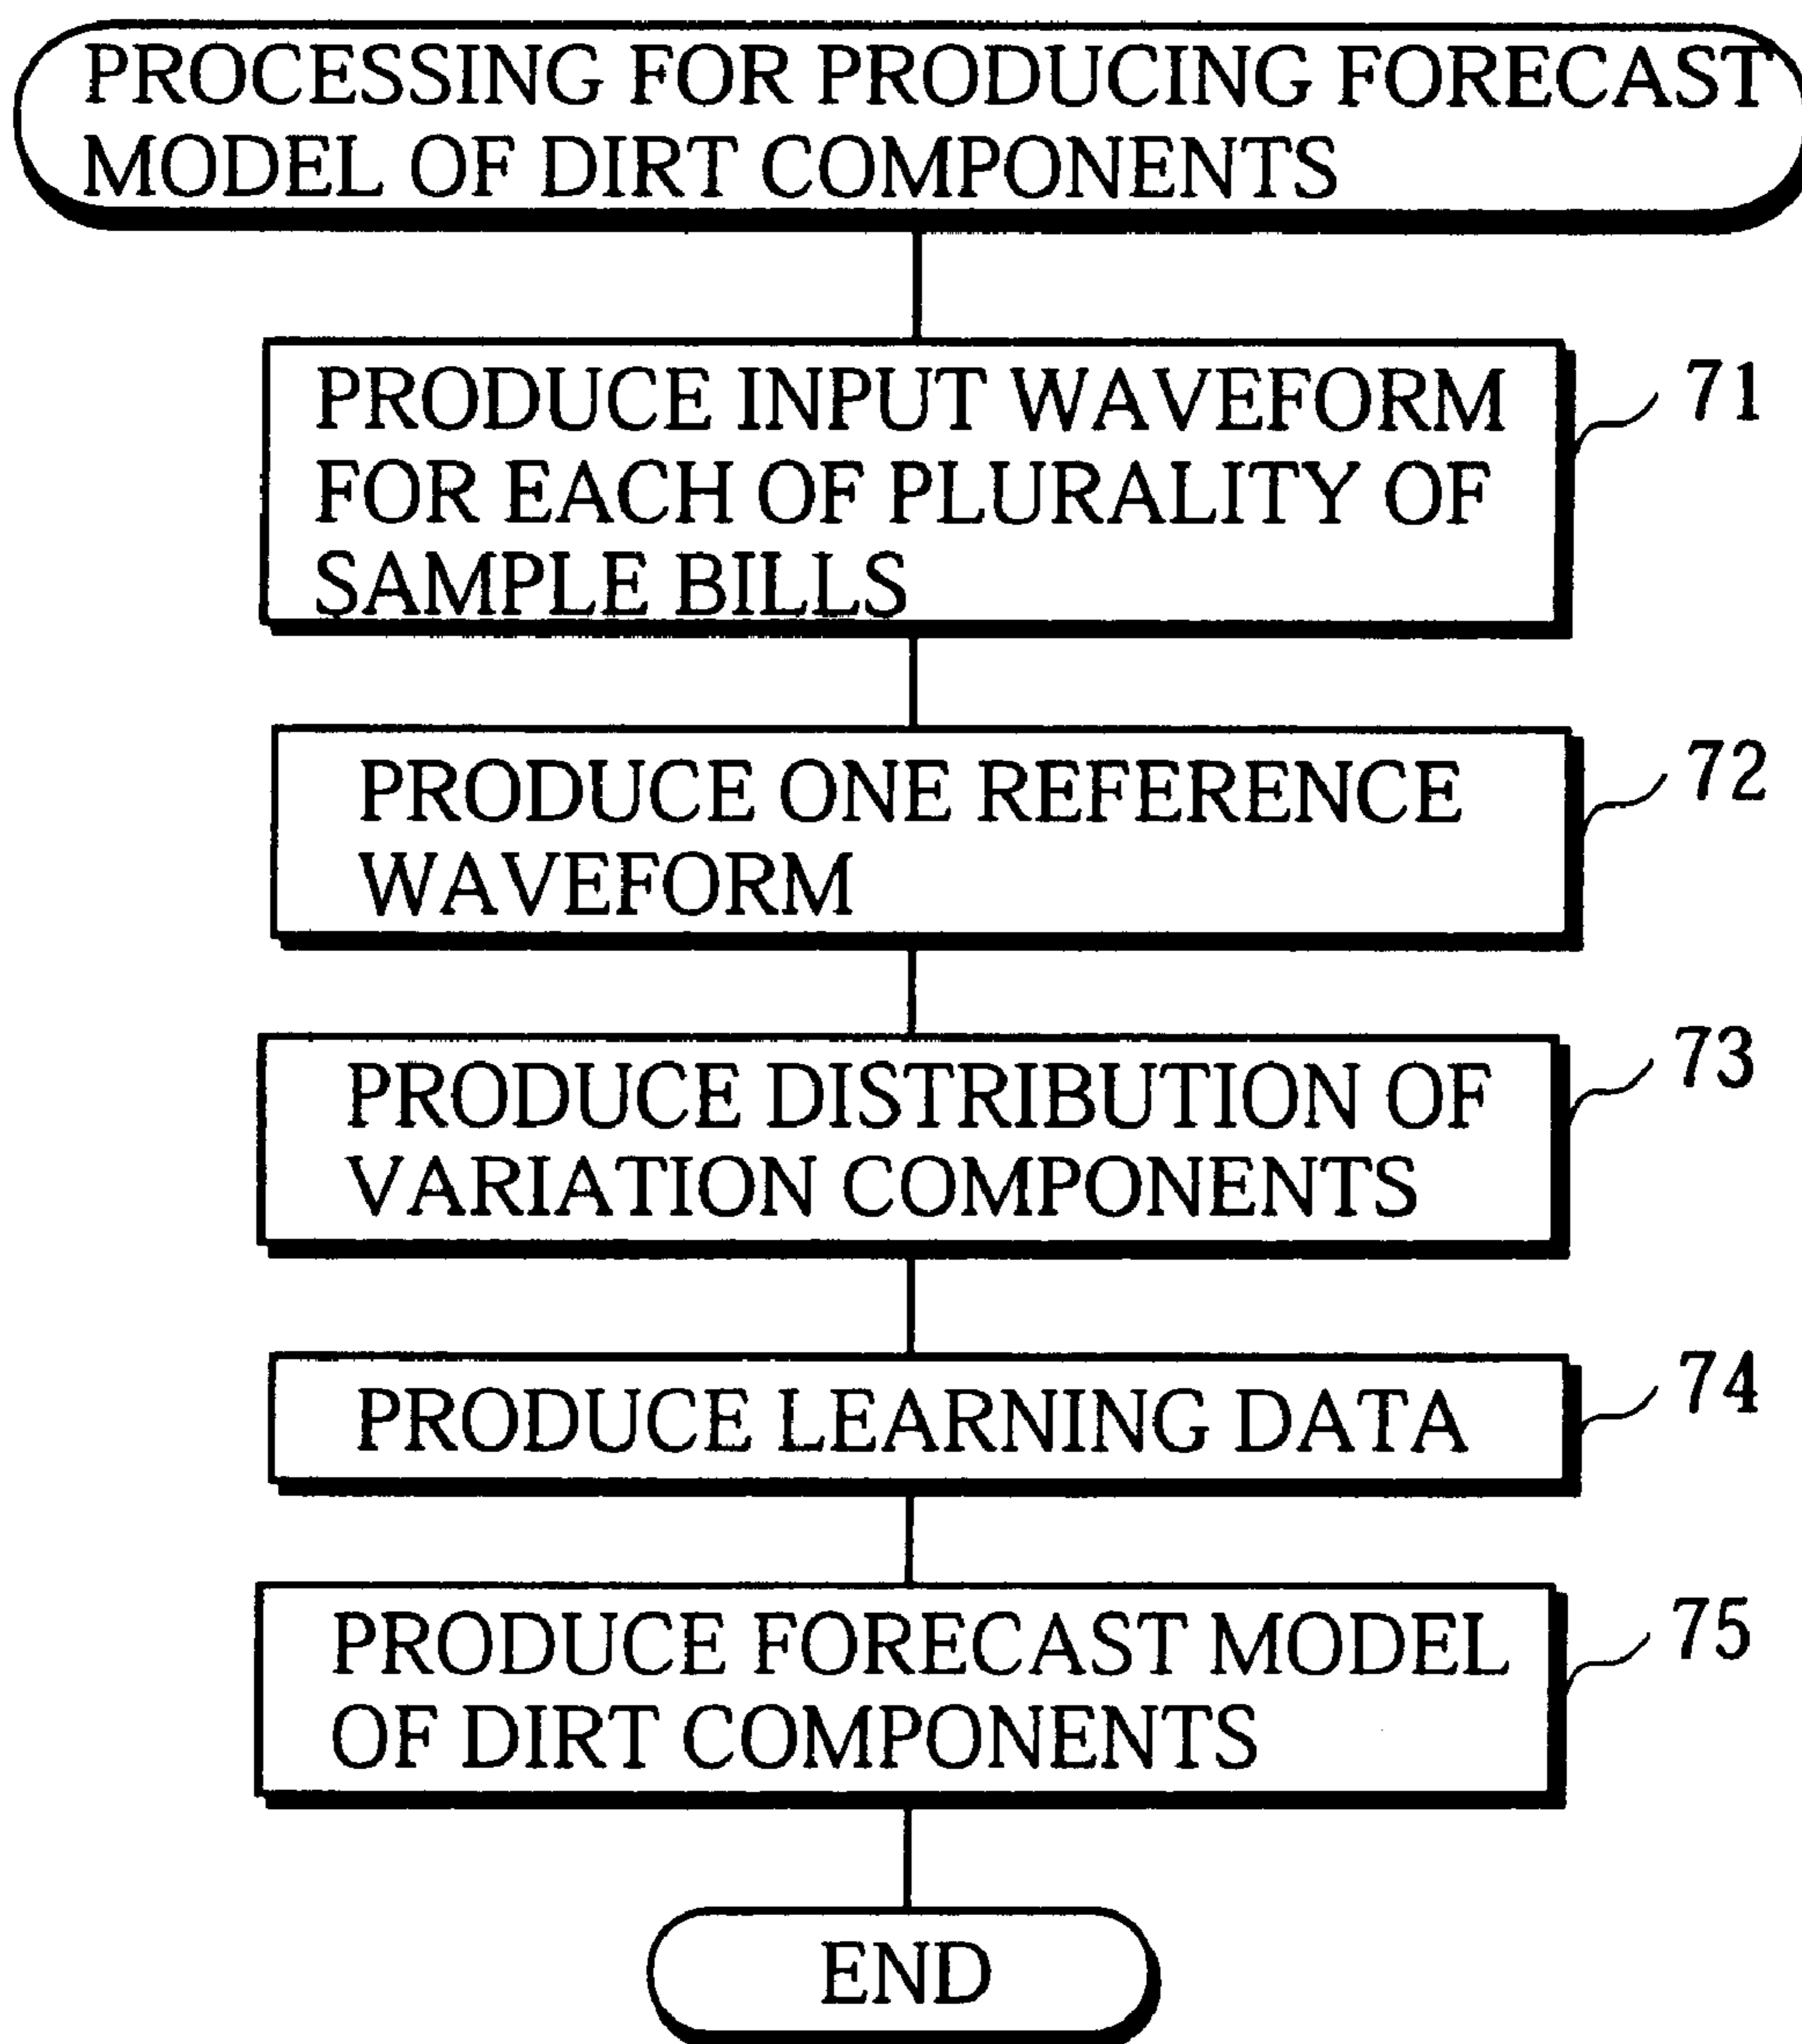 PROCESSING FOR PRODUCING FORECAST
MODEL OF DIRT COMPONENTS
PRODUCE INPUT WAVEFORM
FOR EACH OF PLURALITY OF
SAMPLE BILLS
71
PRODUCE ONE REFERENCE
WAVEFORM
72
PRODUCE DISTRIBUTION OF
VARIATION COMPONENTS
73
PRODUCE LEARNING DATA
74
PRODUCE FORECAST MODEL
OF DIRT COMPONENTS
75
END